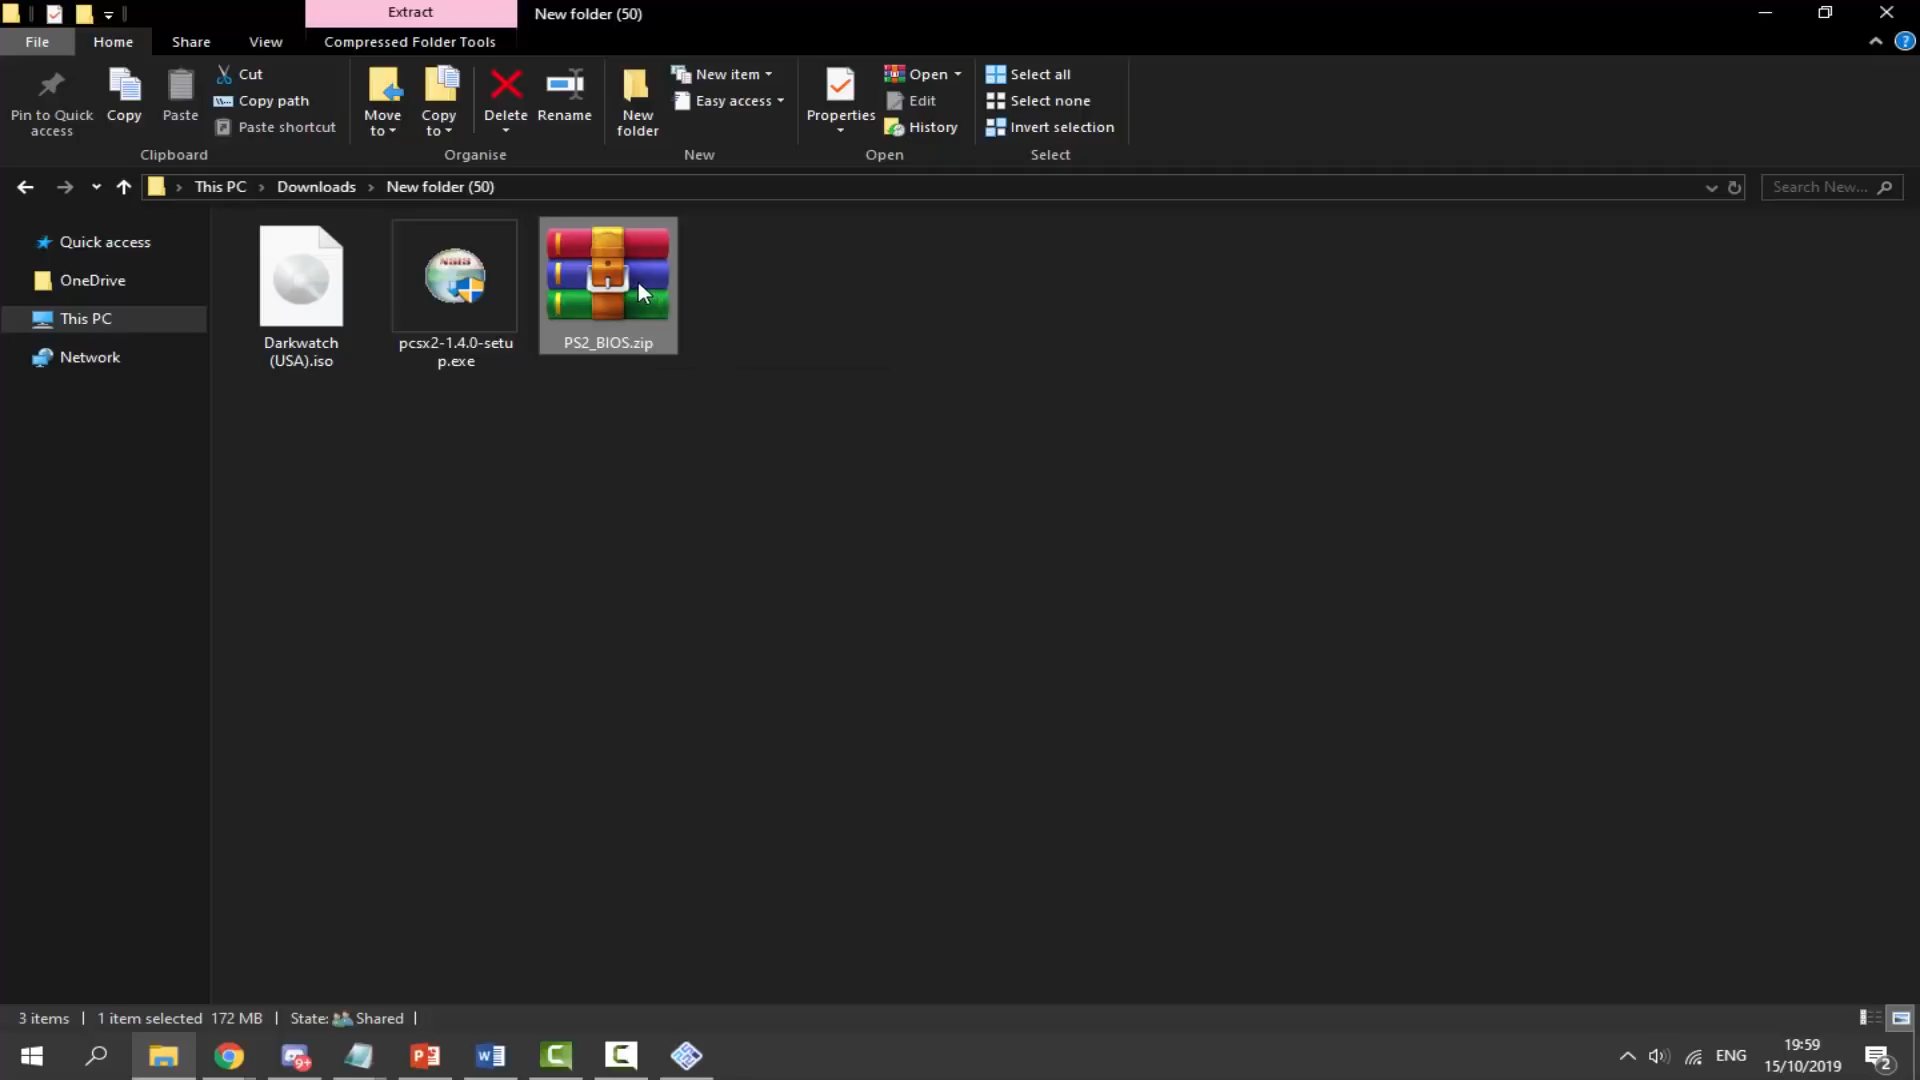 Extract
New folder (50)
File
Home
Share
View
Compressed Folder Tools
Pin to Quick
access
Copy
Paste
Cut
Copy path
Paste shortcut
Clipboard
Move
to
Copy
to
Delete
Rename
Organise
New
folder
New item
Easy access
New
Properties
Open
Edit
History
Open
Select all
Select none
Invert selection
Select
This PC
Downloads
New folder (50)
Search New...
Quick access
OneDrive
This PC
Network
Darkwatch
(USA).iso
NSIS
pcsx2-1.4.0-setu
p.exe
PS2_BIOS.zip
3 items
1 item selected 172 MB
State: Shared
9+
ENG
19:59
15/10/2019
2